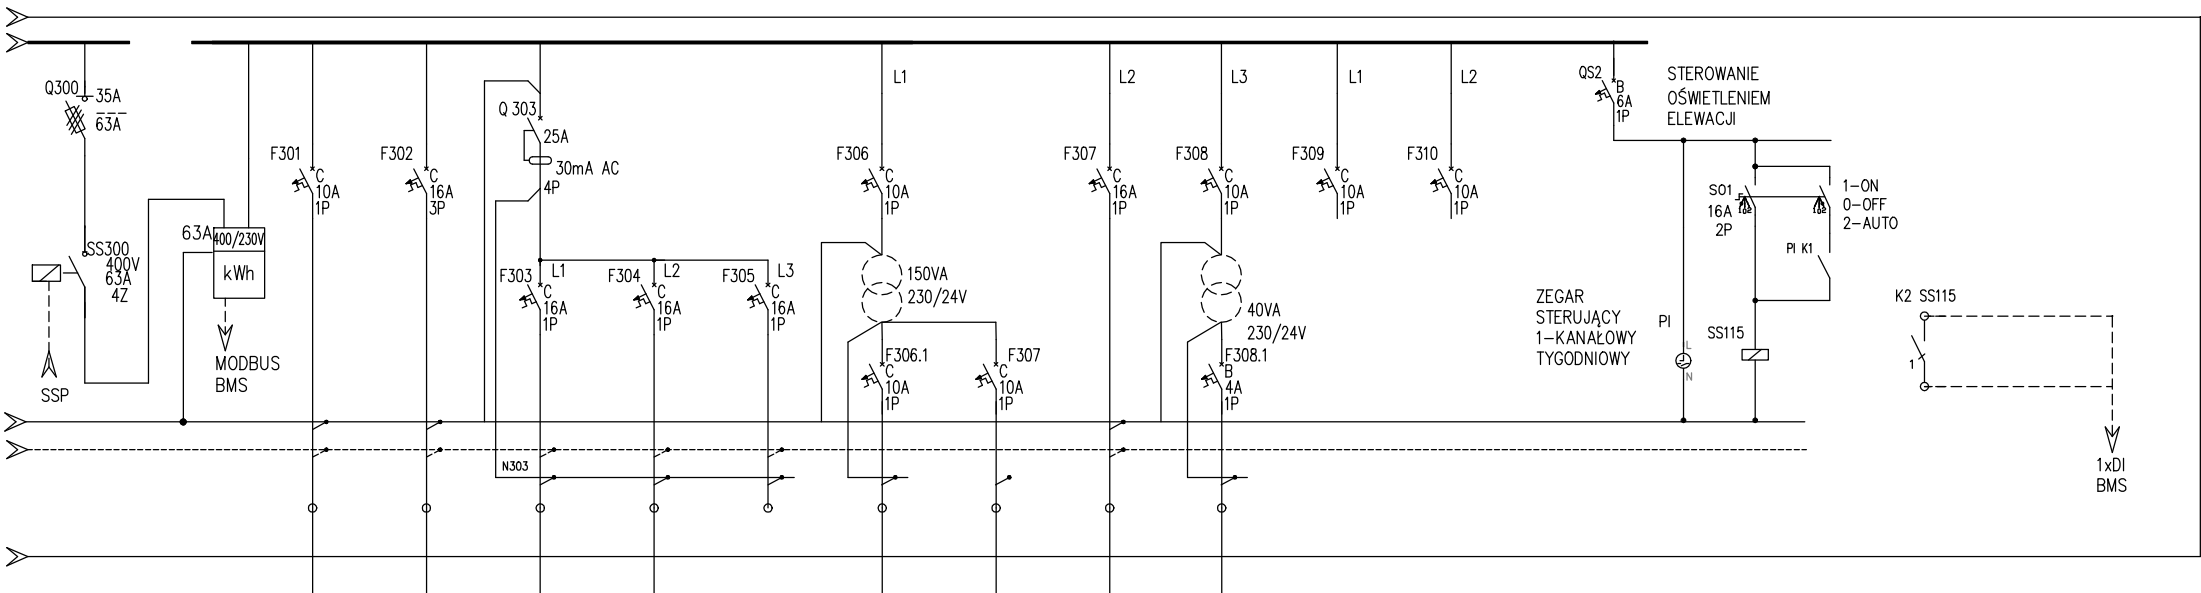 Q300
35A
63A
63A
400/230V
kWh
SS300
400V
63A
4Z
SSP
MODBUS
BMS
F301
C
10A
1P
F302
C
16A
3P
Q 303
25A
30mA AC
4P
F303
L1
C
16A
1P
F304
L2
C
16A
1P
F305
L3
C
16A
1P
N303
L1
F306
C
10A
1P
150VA
230/24V
F306.1
C
10A
1P
F307
C
10A
1P
L2
F307
C
16A
1P
L3
F308
C
10A
1P
40VA
230/24V
F308.1
B
4A
1P
L1
F309
C
10A
1P
L2
F310
C
10A
1P
QS2
B
6A
1P
STEROWANIE
OŚWIETLENIEM
ELEWACJI
ZEGAR
STERUJĄCY
1-KANAŁOWY
TYGODNIOWY
PI
L
N
S01
16A
2P
102
102
1-ON
0-OFF
2-AUTO
PI K1
SS115
K2 SS115
1
1xDI
BMS